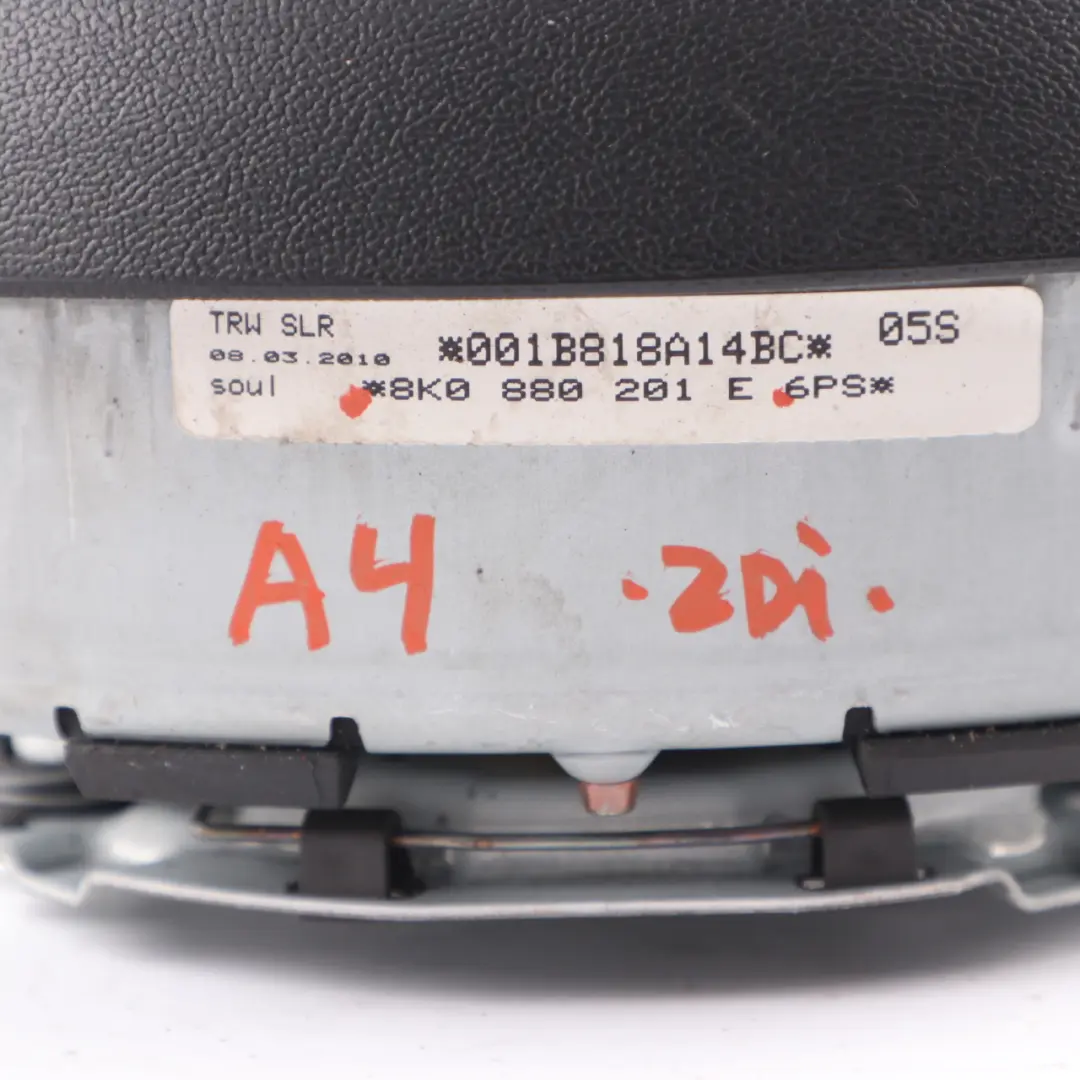 TRW SLR
08.03.2010 *001B818A14BC* 05S
soul *8K0 880 201 E 6PS*
A4 .2Di.